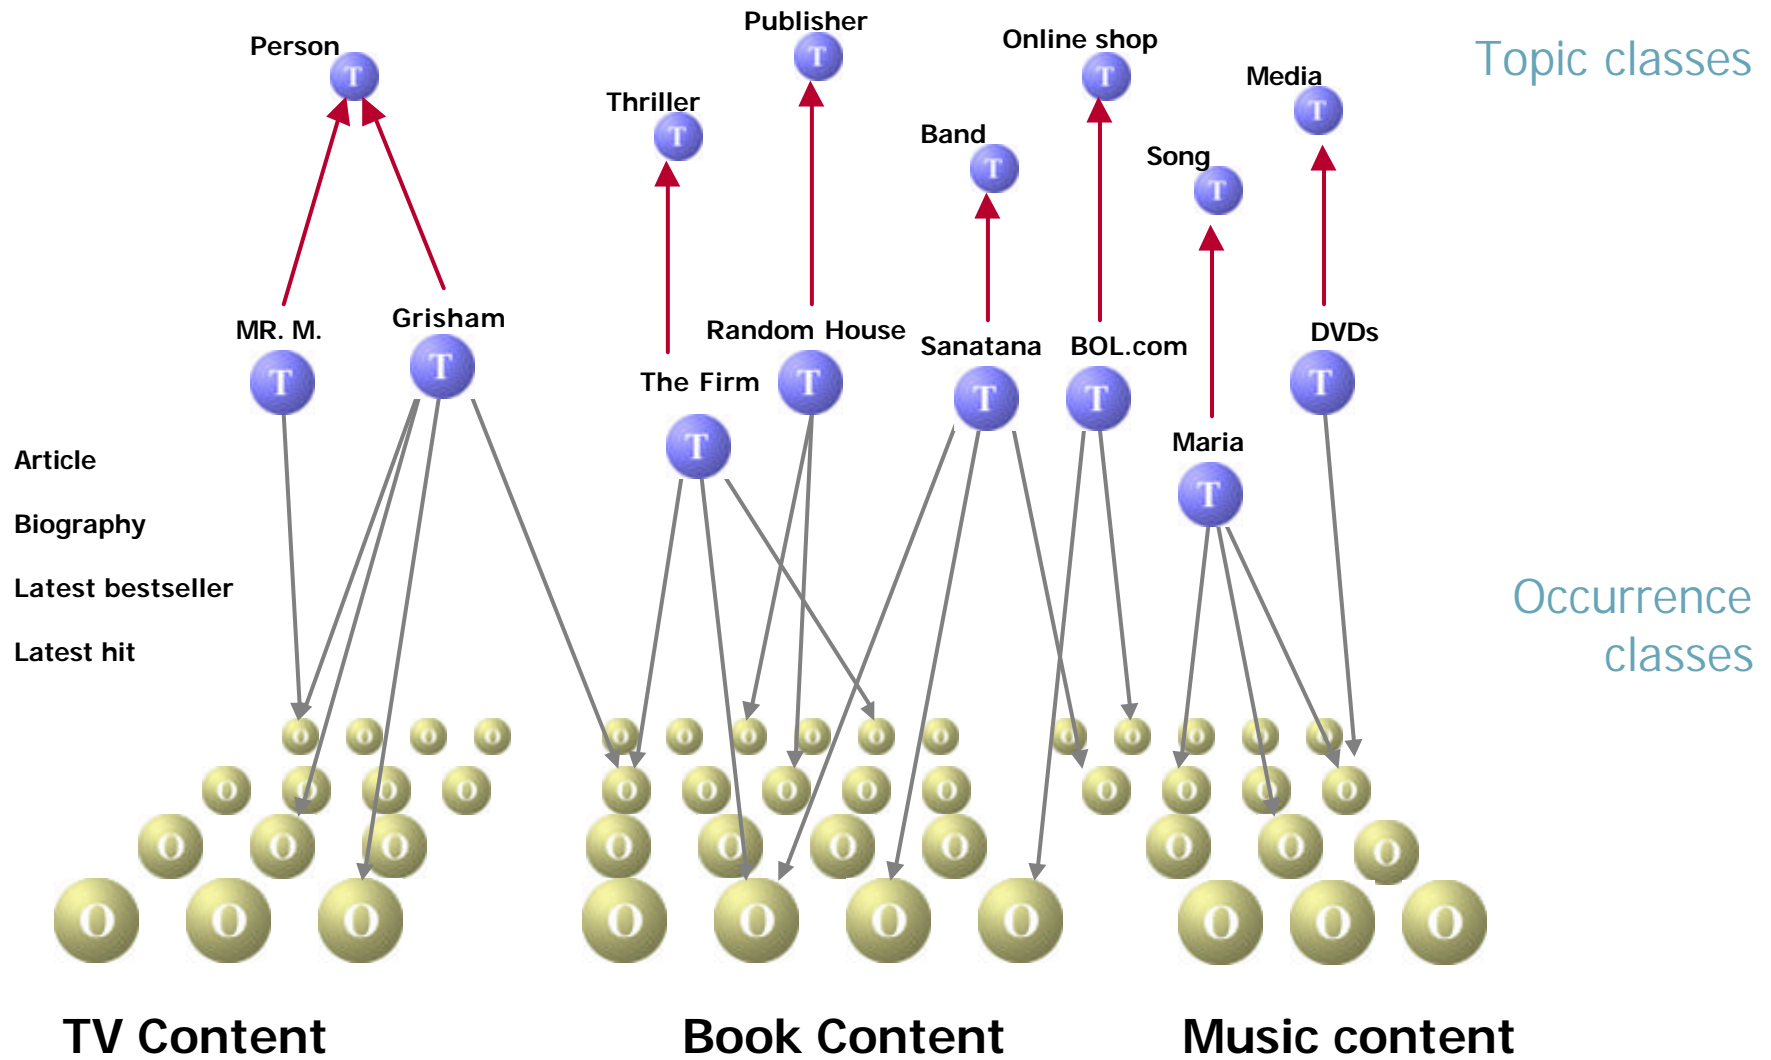 Publisher
Person
Online shop
Topic classes
T
T
T
Media
Thriller
T
T
Band
Song
T
T
MR. M.
Grisham
Random House
Sanatana
BOL.com
DVDs
The Firm
T
T
T
T
T
T
T
Maria
Article
T
Biography
Latest bestseller
Occurrence
classes
Latest hit
O O O O O O O O O O O O O O O
O O O O O O O O O O O O
O O O O O O O O O O
O O O O O O O O O O
TV Content
Book Content
Music content